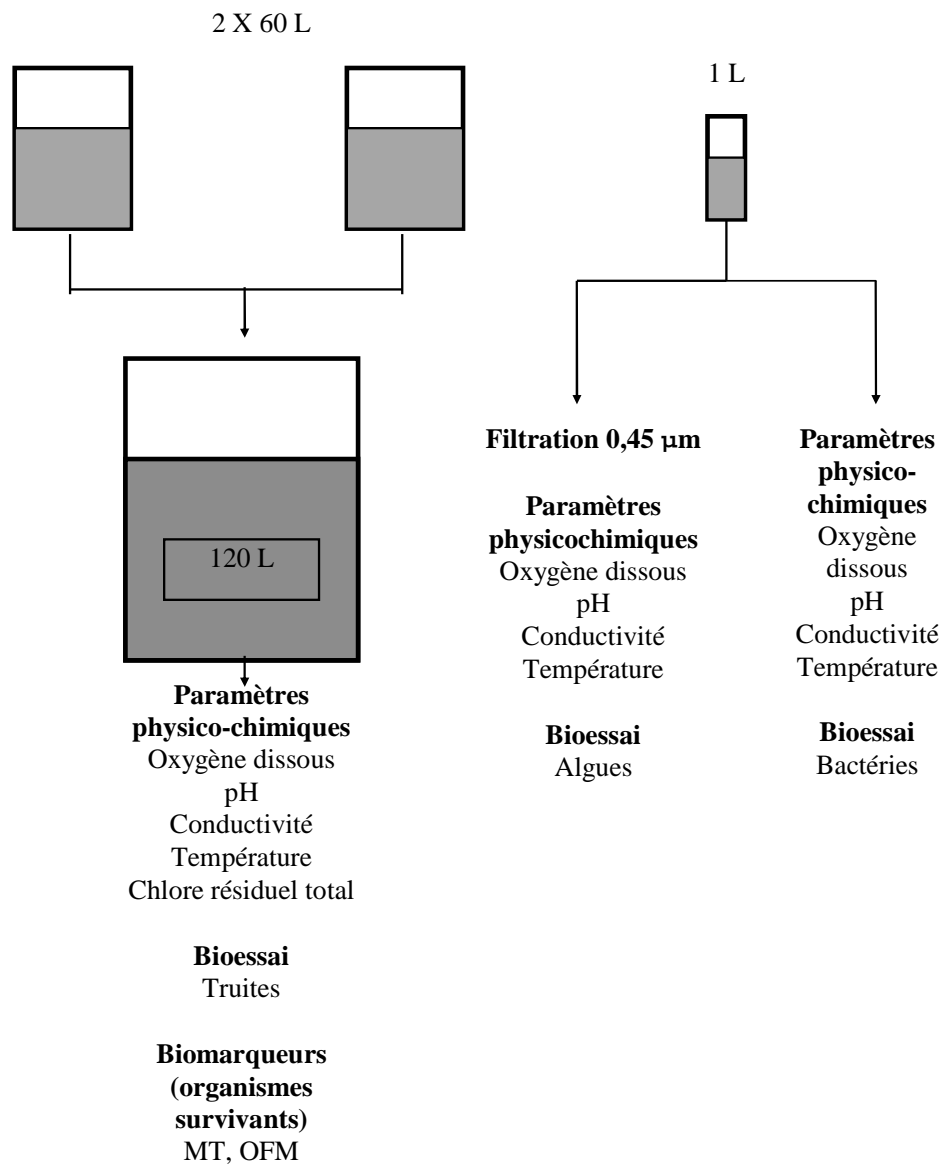 2 X 60 L
1 L
120 L
Paramètres
physico-chimiques
Oxygène dissous
pH
Conductivité
Température
Chlore résiduel total
Bioessai
Truites
Biomarqueurs
(organismes
survivants)
MT, OFM
Filtration 0,45 μm
Paramètres
physicochimiques
Oxygène dissous
pH
Conductivité
Température
Bioessai
Algues
Paramètres
physico-
chimiques
Oxygène
dissous
pH
Conductivité
Température
Bioessai
Bactéries